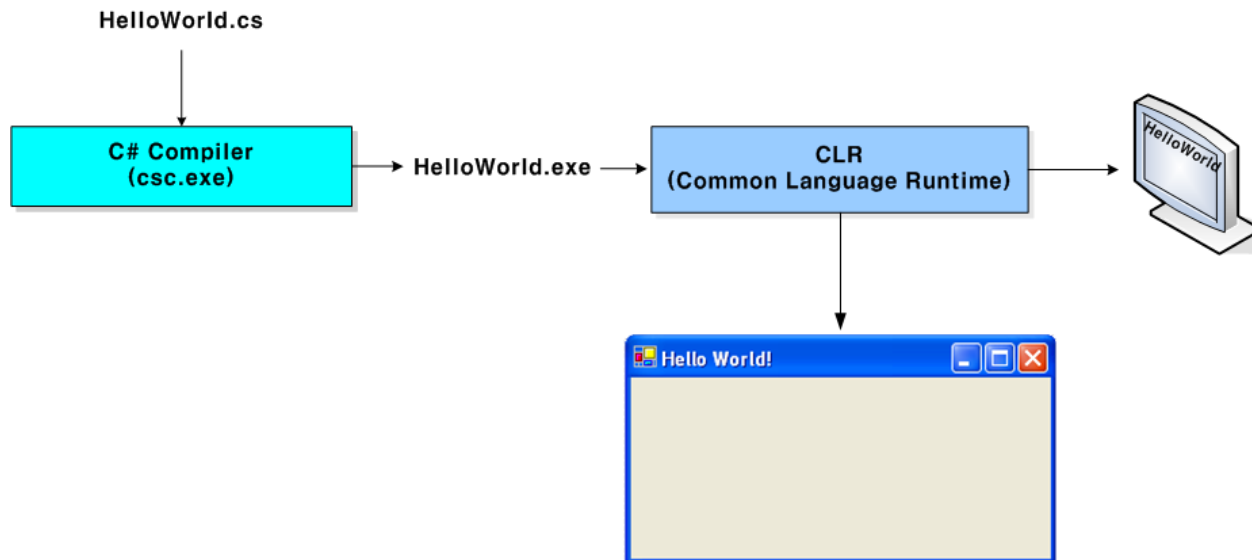 HelloWorld.cs
C# Compiler
(csc.exe)
HelloWorld.exe
CLR
(Common Language Runtime)
HelloWorld
Hello World!